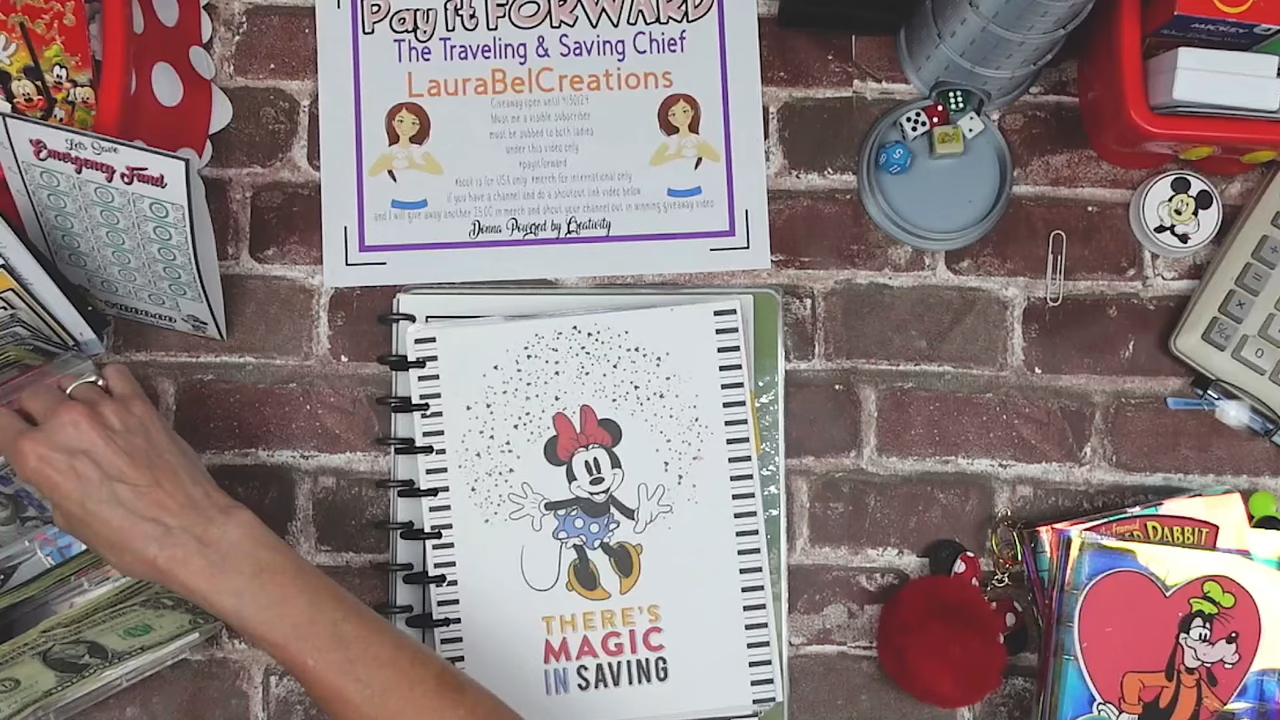 Pay it FORWARD
The Traveling & Saving Chief
LauraBelCreations
Giveaway open until 4/30/24
Must me a visible subscriber
must be subbed to both ladies
under this video only
#payitforward
#book is for USA only #merch for international only
if you have a channel and do a shoutout link video below
and I will give away another 25.00 in merch and shout your channel out in winning giveaway video
Donna Powered by Creativity
Let's Save
Emergency Fund
MICKEY
RABBIT
THERE'S
MAGIC
IN SAVING